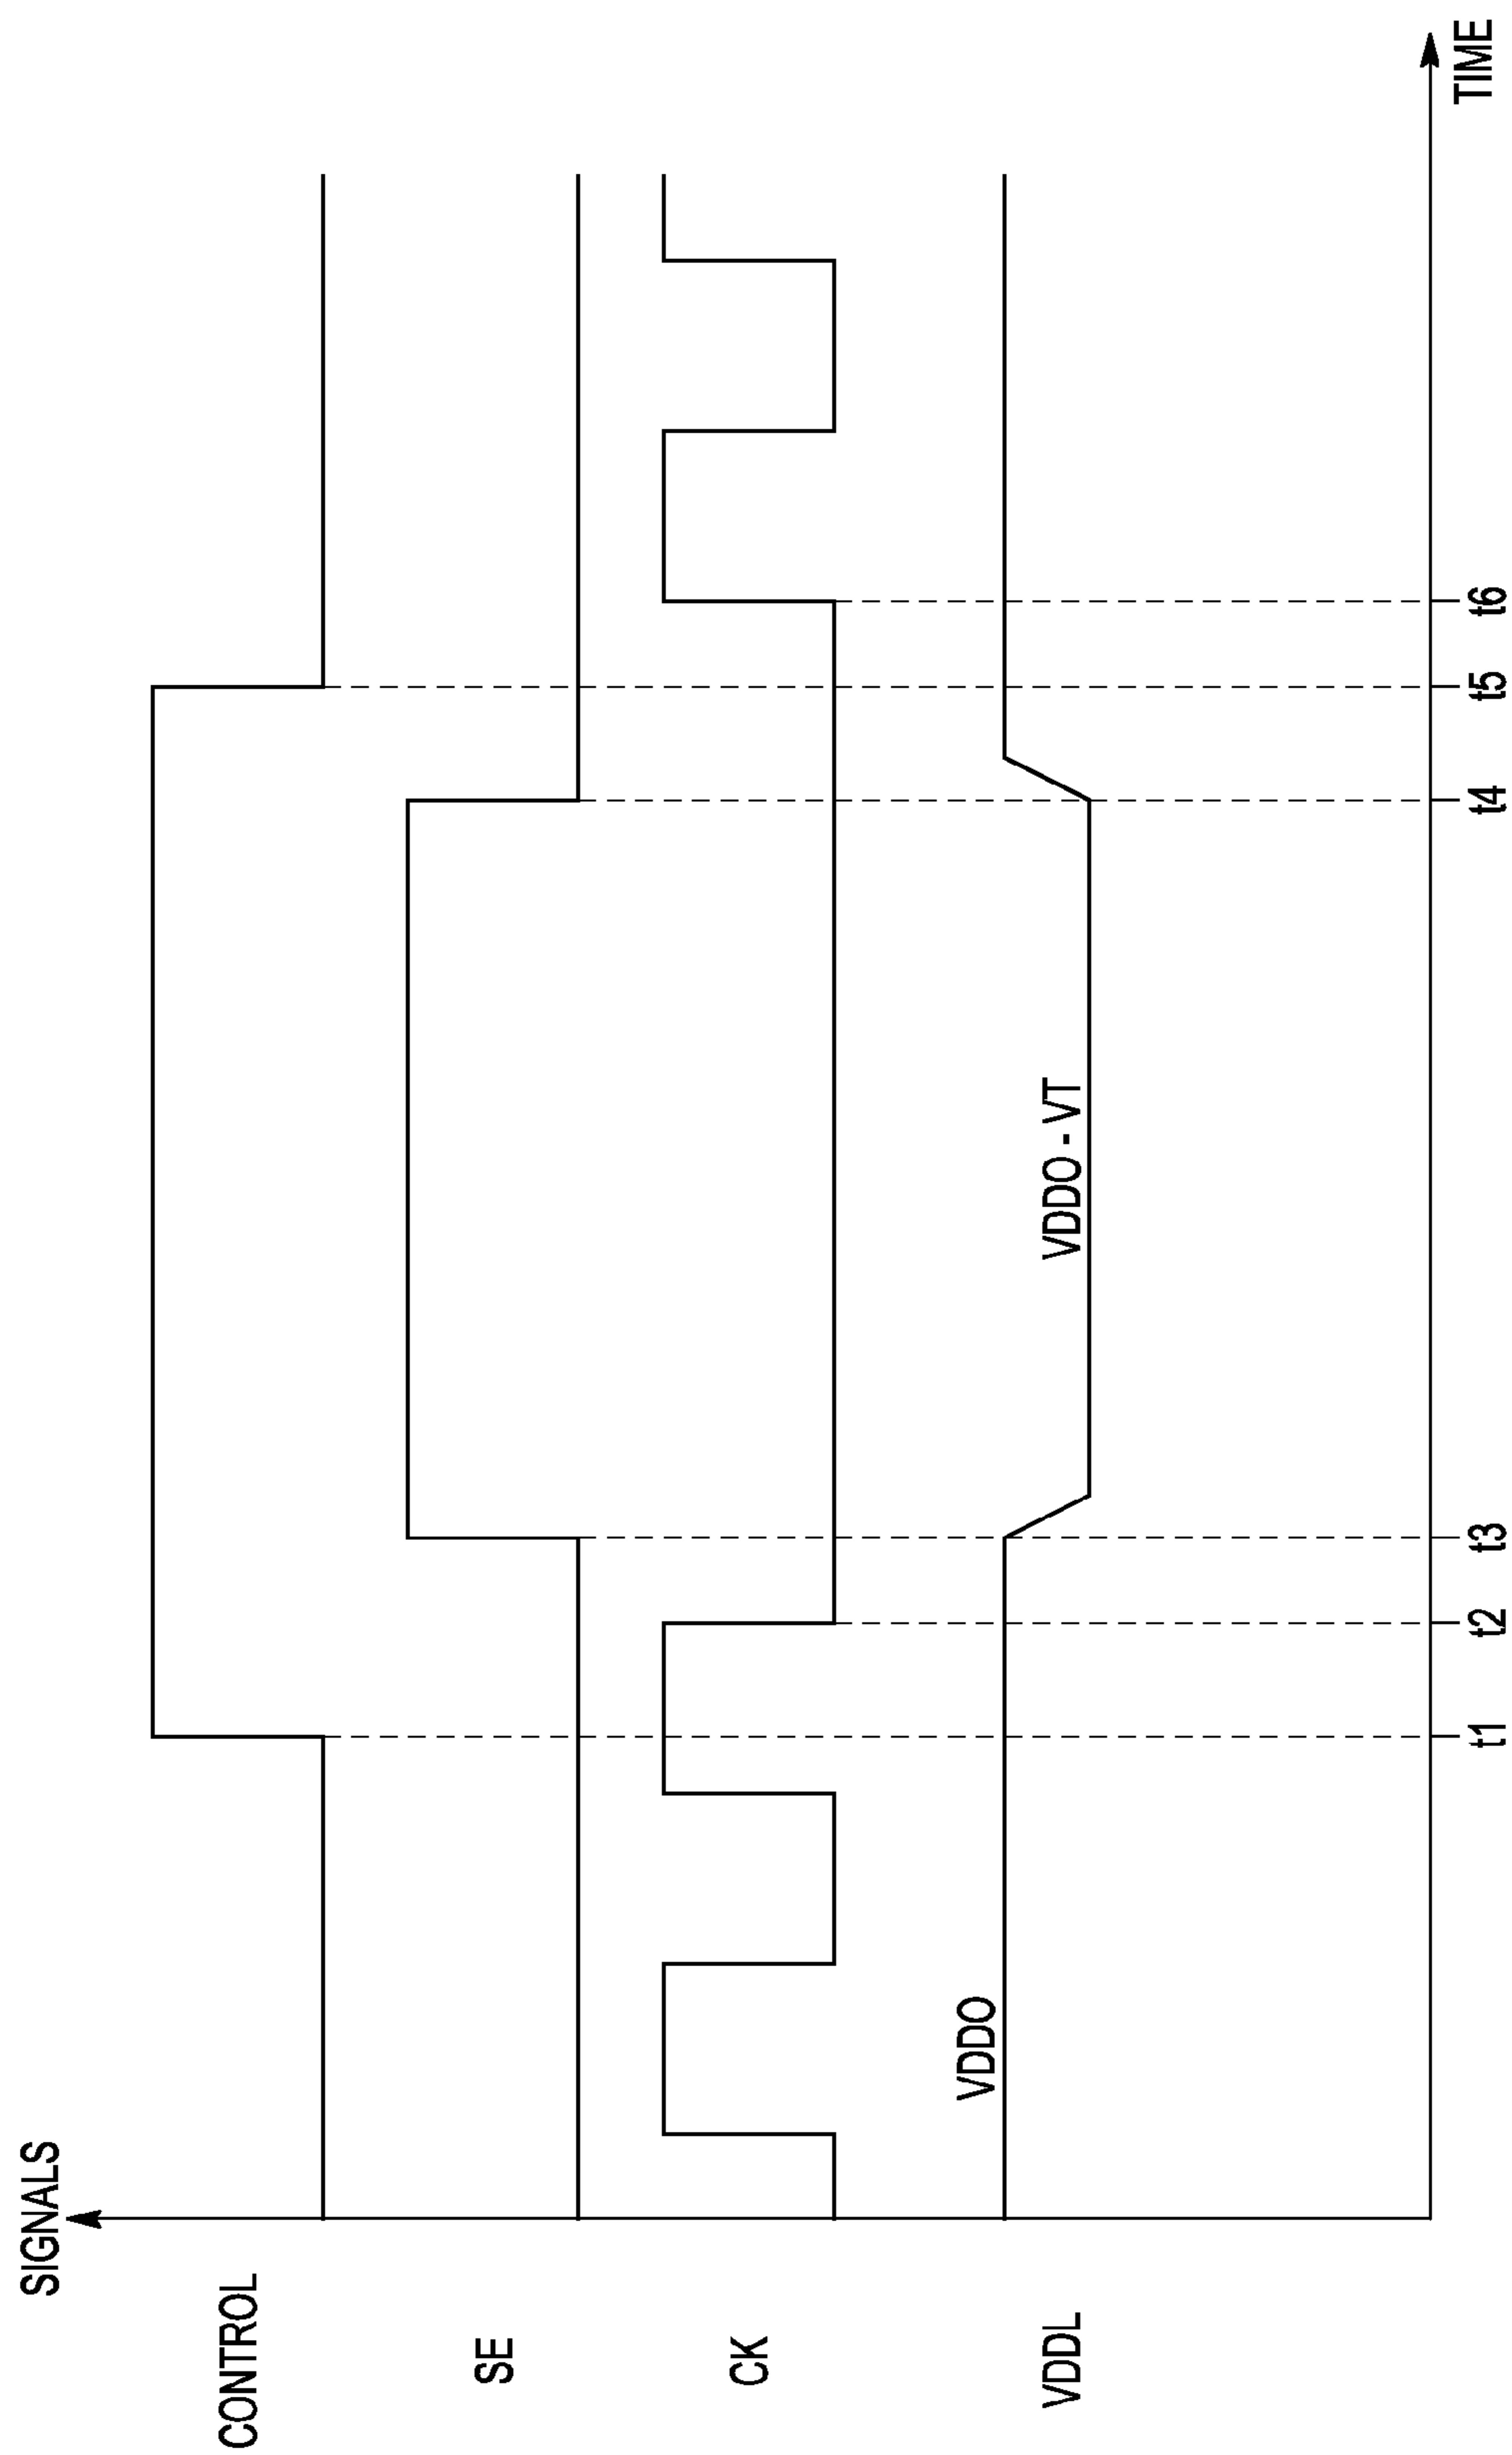 SIGNALS
CONTROL
SE
CK
VDDO
VDDL
VDDO - VT
t1
t2
t3
t4
t5
t6
TIME